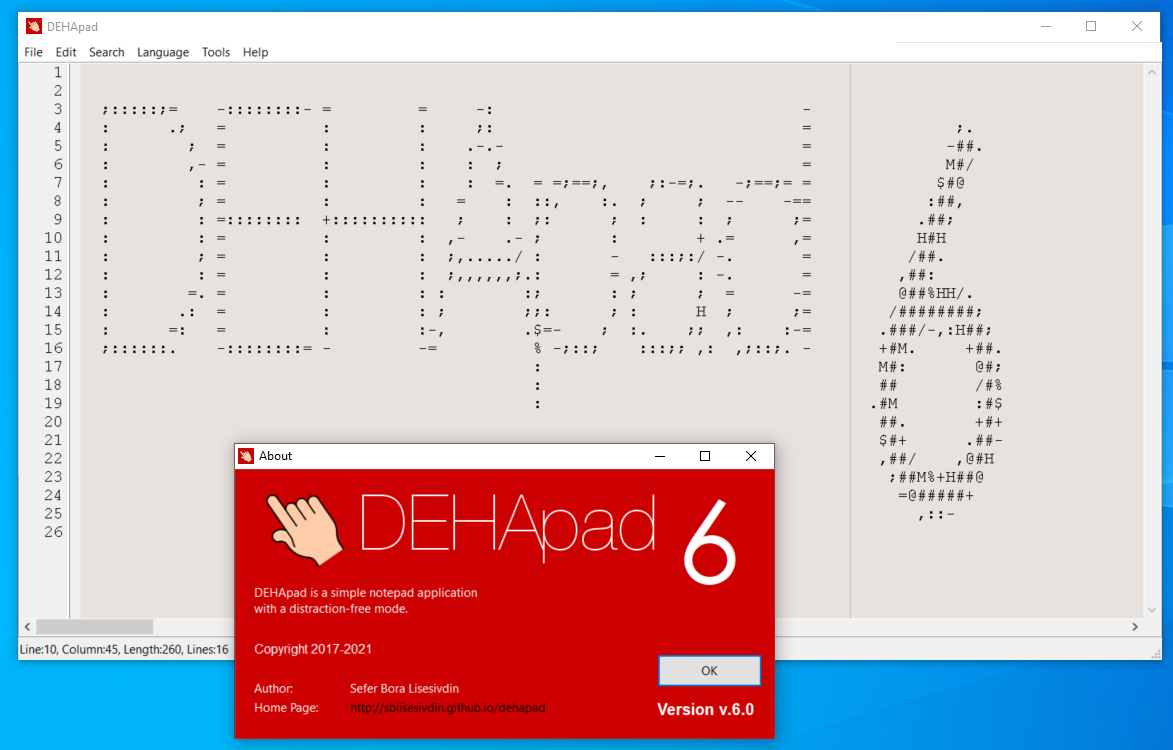 DEHApad
File Edit Search Language Tools Help
1
2
3
4
5
6
7
8
9
10
11
12
13
14
15
16
17
18
19
20
21
22
23
24
25
26
About
DEHApad 6
DEHApad is a simple notepad application
with a distraction-free mode.
Copyright 2017-2021
OK
Author: Sefer Bora Lisesivdin
Home Page: http://sblisesivdin.github.io/dehapad
Version v.6.0
Line:10, Column:45, Length:260, Lines:16